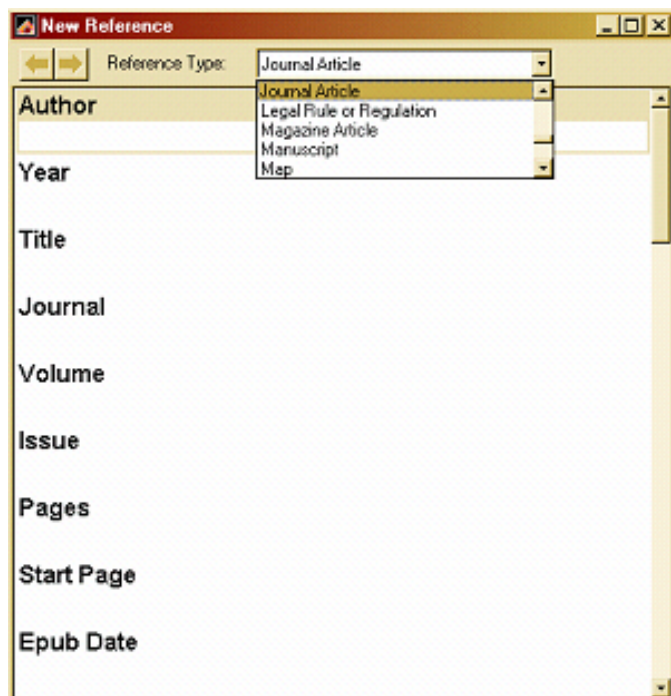 New Reference
Reference Type: Journal Article
Journal Article
Legal Rule or Regulation
Magazine Article
Manuscript
Map
Author
Year
Title
Journal
Volume
Issue
Pages
Start Page
Epub Date